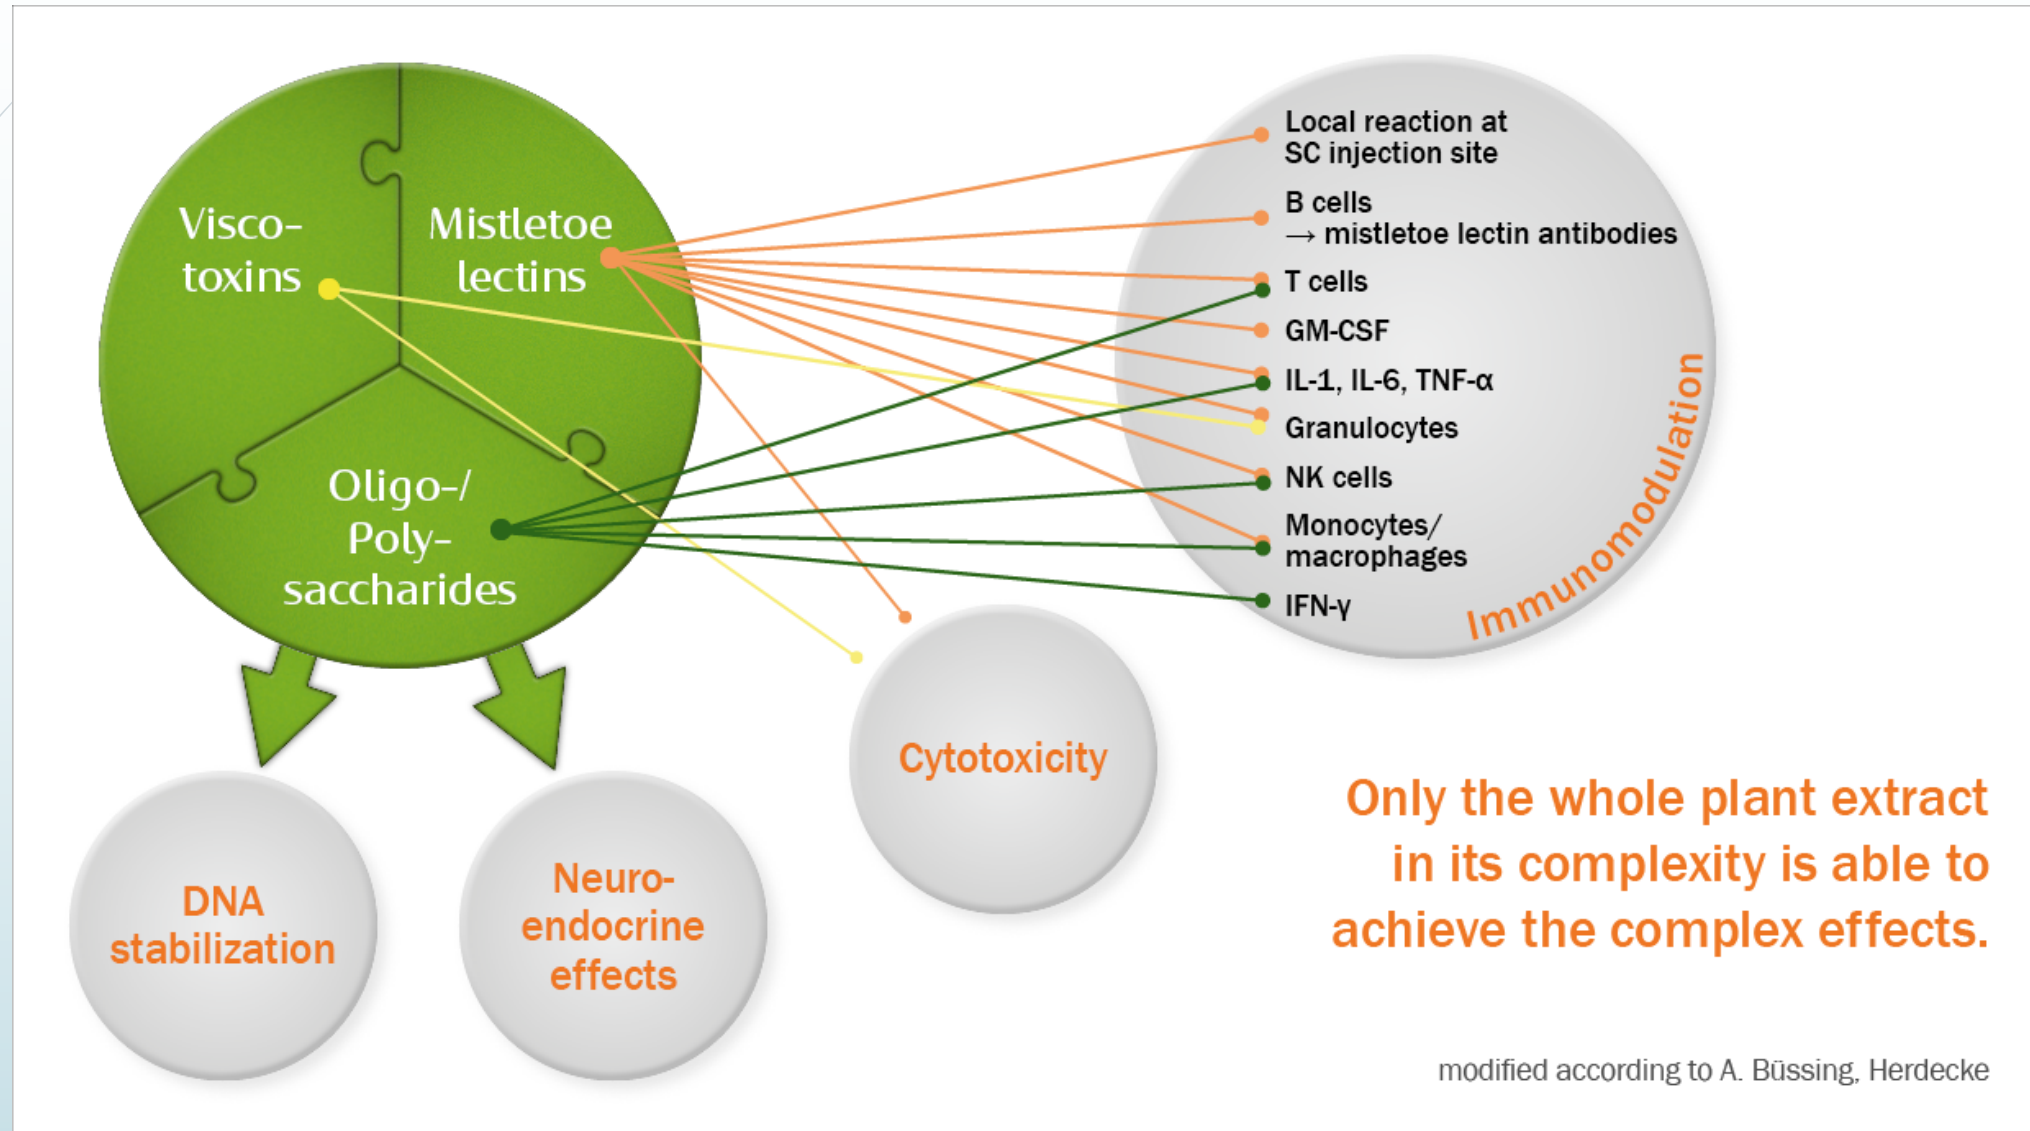 Visco-
toxins
Mistletoe
lectins
Oligo-/
Poly-
saccharides
Local reaction at
SC injection site
B cells
→ mistletoe lectin antibodies
T cells
GM-CSF
IL-1, IL-6, TNF-α
Granulocytes
NK cells
Monocytes/
macrophages
IFN-γ
Immunomodulation
Cytotoxicity
DNA
stabilization
Neuro-
endocrine
effects
Only the whole plant extract
in its complexity is able to
achieve the complex effects.
modified according to A. Büssing, Herdecke